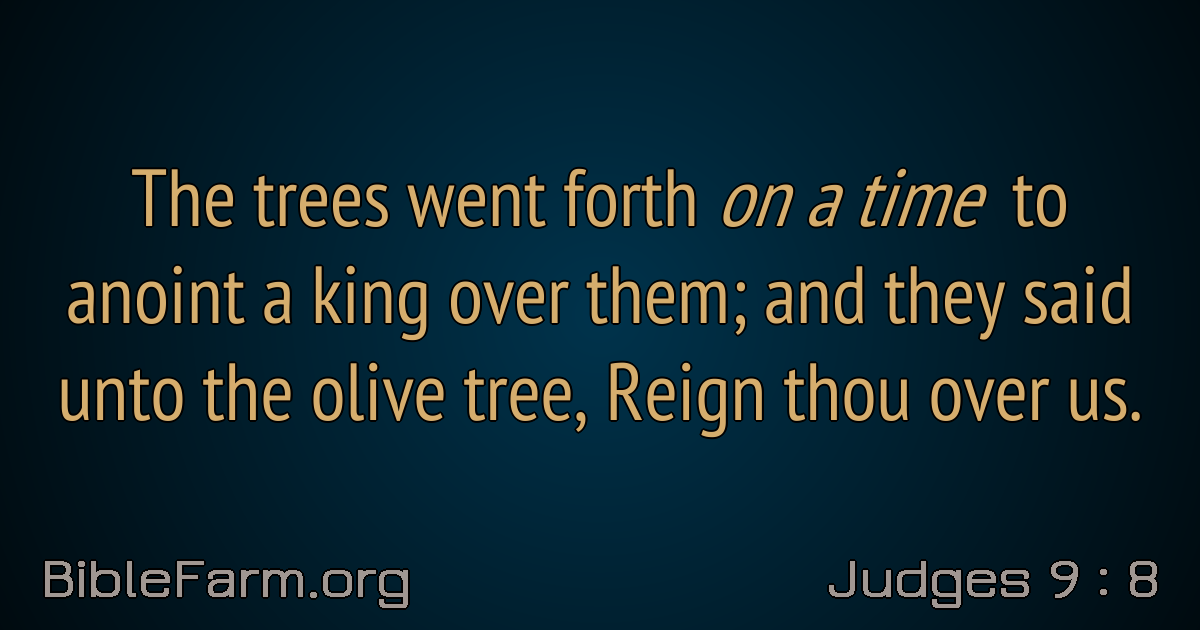 The trees went forth on a time to
anoint a king over them; and they said
unto the olive tree, Reign thou over us.
BibleFarm.org
Judges 9 : 8